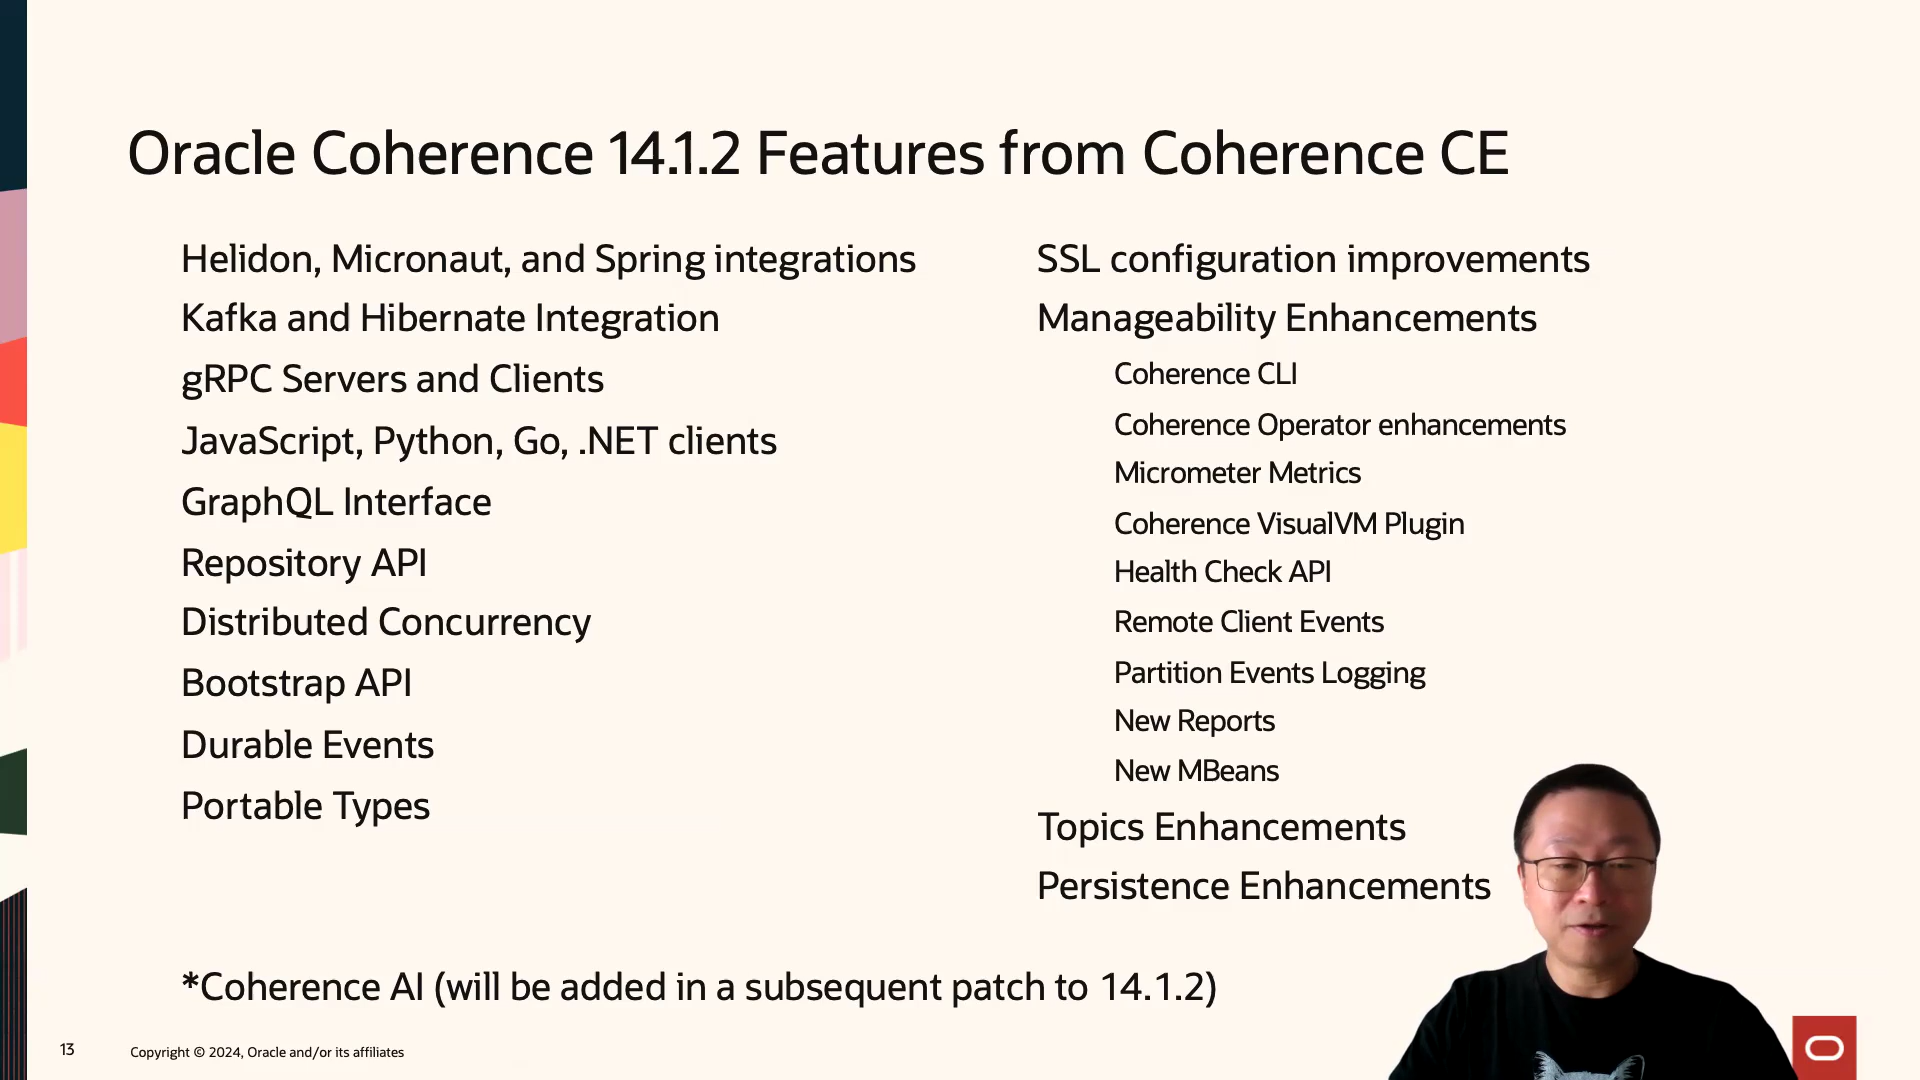 Oracle Coherence 14.1.2 Features from Coherence CE
Helidon, Micronaut, and Spring integrations
Kafka and Hibernate Integration
gRPC Servers and Clients
JavaScript, Python, Go, .NET clients
GraphQL Interface
Repository API
Distributed Concurrency
Bootstrap API
Durable Events
Portable Types
SSL configuration improvements
Manageability Enhancements
Coherence CLI
Coherence Operator enhancements
Micrometer Metrics
Coherence VisualVM Plugin
Health Check API
Remote Client Events
Partition Events Logging
New Reports
New MBeans
Topics Enhancements
Persistence Enhancements
*Coherence AI (will be added in a subsequent patch to 14.1.2)
13
Copyright © 2024, Oracle and/or its affiliates